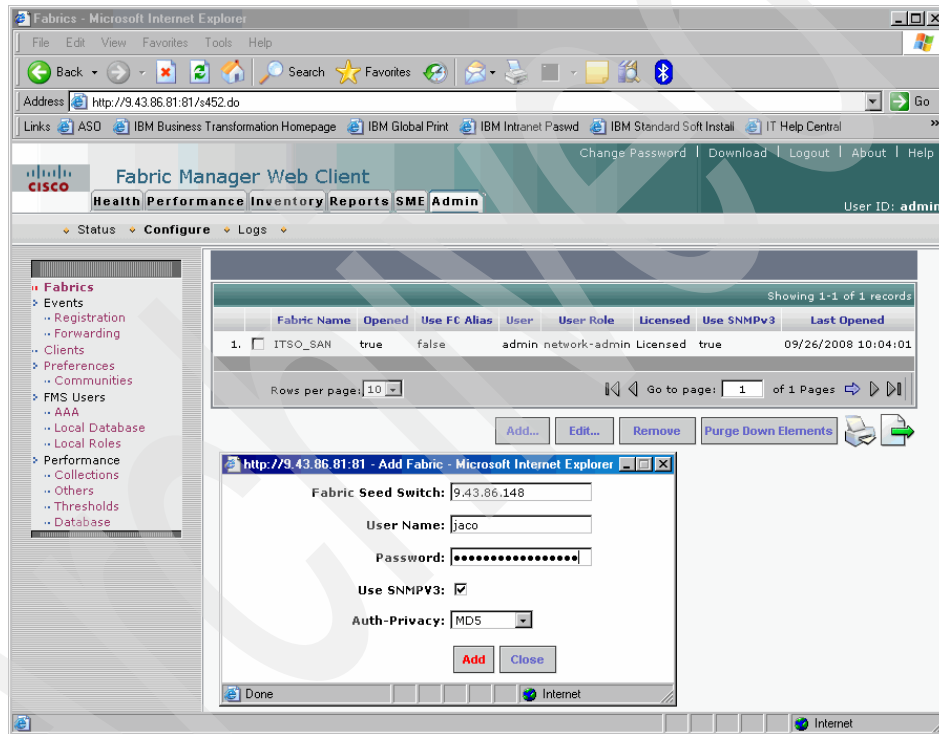 Fabrics - Microsoft Internet Explorer
File Edit View Favorites Tools Help
Back Search Favorites
Address http://9.43.86.81:81/s452.do Go
Links ASO IBM Business Transformation Homepage IBM Global Print IBM Intranet Paswd IBM Standard Soft Install IT Help Central »
Change Password | Download | Logout | About | Help
CISCO Fabric Manager Web Client
Health Performance Inventory Reports SME Admin
User ID: admin
Status Configure Logs
Fabrics
Events
Registration
Forwarding
Clients
Preferences
Communities
FMS Users
AAA
Local Database
Local Roles
Performance
Collections
Others
Thresholds
Database
Showing 1-1 of 1 records
Fabric Name Opened Use FC Alias User User Role Licensed Use SNMPv3 Last Opened
1. ITSO_SAN true false admin network-admin Licensed true 09/26/2008 10:04:01
Rows per page: 10 Go to page: 1 of 1 Pages
Add... Edit... Remove Purge Down Elements
http://9.43.86.81:81 - Add Fabric - Microsoft Internet Explorer
Fabric Seed Switch: 9.43.86.148
User Name: jaco
Password: •••••••••••••••••
Use SNMPV3:
Auth-Privacy: MD5
Add Close
Done Internet
Internet